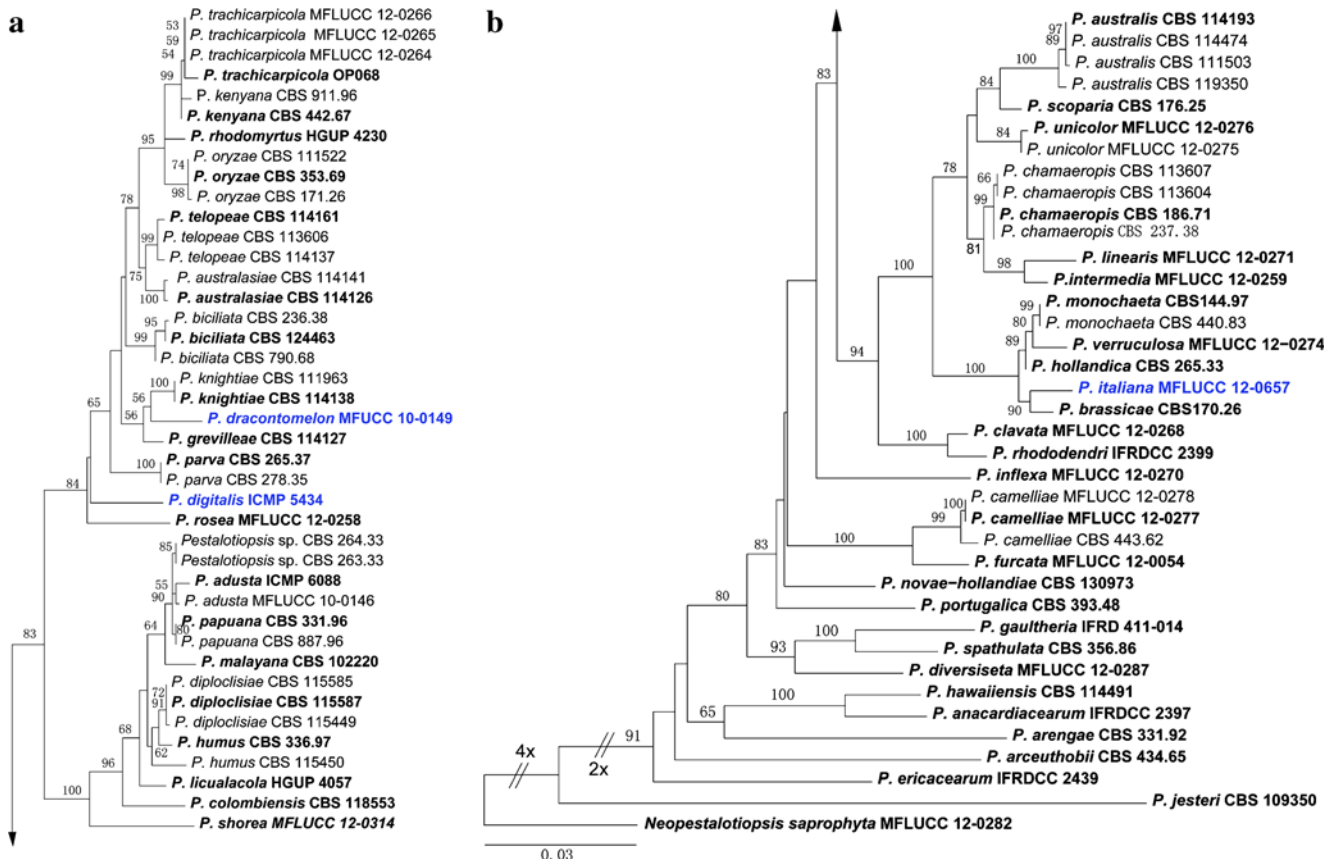 a
53
P. trachicarpicola MFLUCC 12-0266
59
P. trachicarpicola MFLUCC 12-0265
54
P. trachicarpicola MFLUCC 12-0264
99
P. trachicarpicola OP068
P. kenyana CBS 911.96
P. kenyana CBS 442.67
95
P. rhodomyrtus HGUP 4230
P. oryzae CBS 111522
74
P. oryzae CBS 353.69
98
P. oryzae CBS 171.26
78
P. telopeae CBS 114161
99
P. telopeae CBS 113606
P. telopeae CBS 114137
75
P. australasiae CBS 114141
100
P. australasiae CBS 114126
95
P. biciliata CBS 236.38
99
P. biciliata CBS 124463
P. biciliata CBS 790.68
100
P. knightiae CBS 111963
56
P. knightiae CBS 114138
65
56
P. dracontomelon MFUCC 10-0149
P. grevilleae CBS 114127
100
P. parva CBS 265.37
P. parva CBS 278.35
84
P. digitalis ICMP 5434
P. rosea MFLUCC 12-0258
85
Pestalotiopsis sp. CBS 264.33
Pestalotiopsis sp. CBS 263.33
55
P. adusta ICMP 6088
90
P. adusta MFLUCC 10-0146
64
80
P. papuana CBS 331.96
P. papuana CBS 887.96
83
P. malayana CBS 102220
72
P. diploclisiae CBS 115585
91
P. diploclisiae CBS 115587
P. diploclisiae CBS 115449
68
62
P. humus CBS 336.97
P. humus CBS 115450
96
P. licualacola HGUP 4057
100
P. colombiensis CBS 118553
P. shorea MFLUCC 12-0314
b
P. australis CBS 114193
97
89
P. australis CBS 114474
100
P. australis CBS 111503
83
84
P. australis CBS 119350
P. scoparia CBS 176.25
84
P. unicolor MFLUCC 12-0276
P. unicolor MFLUCC 12-0275
78
66
P. chamaeropis CBS 113607
99
P. chamaeropis CBS 113604
P. chamaeropis CBS 186.71
P. chamaeropis CBS 237.38
81
100
98
P. linearis MFLUCC 12-0271
P.intermedia MFLUCC 12-0259
99
P. monochaeta CBS144.97
80
P. monochaeta CBS 440.83
94
89
P. verruculosa MFLUCC 12−0274
100
P. hollandica CBS 265.33
P. italiana MFLUCC 12-0657
90
P. brassicae CBS170.26
100
P. clavata MFLUCC 12-0268
P. rhododendri IFRDCC 2399
P. inflexa MFLUCC 12-0270
P. camelliae MFLUCC 12-0278
100
99
P. camelliae MFLUCC 12-0277
100
P. camelliae CBS 443.62
83
P. furcata MFLUCC 12-0054
P. novae−hollandiae CBS 130973
80
P. portugalica CBS 393.48
100
P. gaultheria IFRD 411-014
93
P. spathulata CBS 356.86
P. diversiseta MFLUCC 12-0287
100
P. hawaiiensis CBS 114491
65
P. anacardiacearum IFRDCC 2397
91
P. arengae CBS 331.92
4x
2x
P. arceuthobii CBS 434.65
P. ericacearum IFRDCC 2439
P. jesteri CBS 109350
Neopestalotiopsis saprophyta MFLUCC 12-0282
0.03